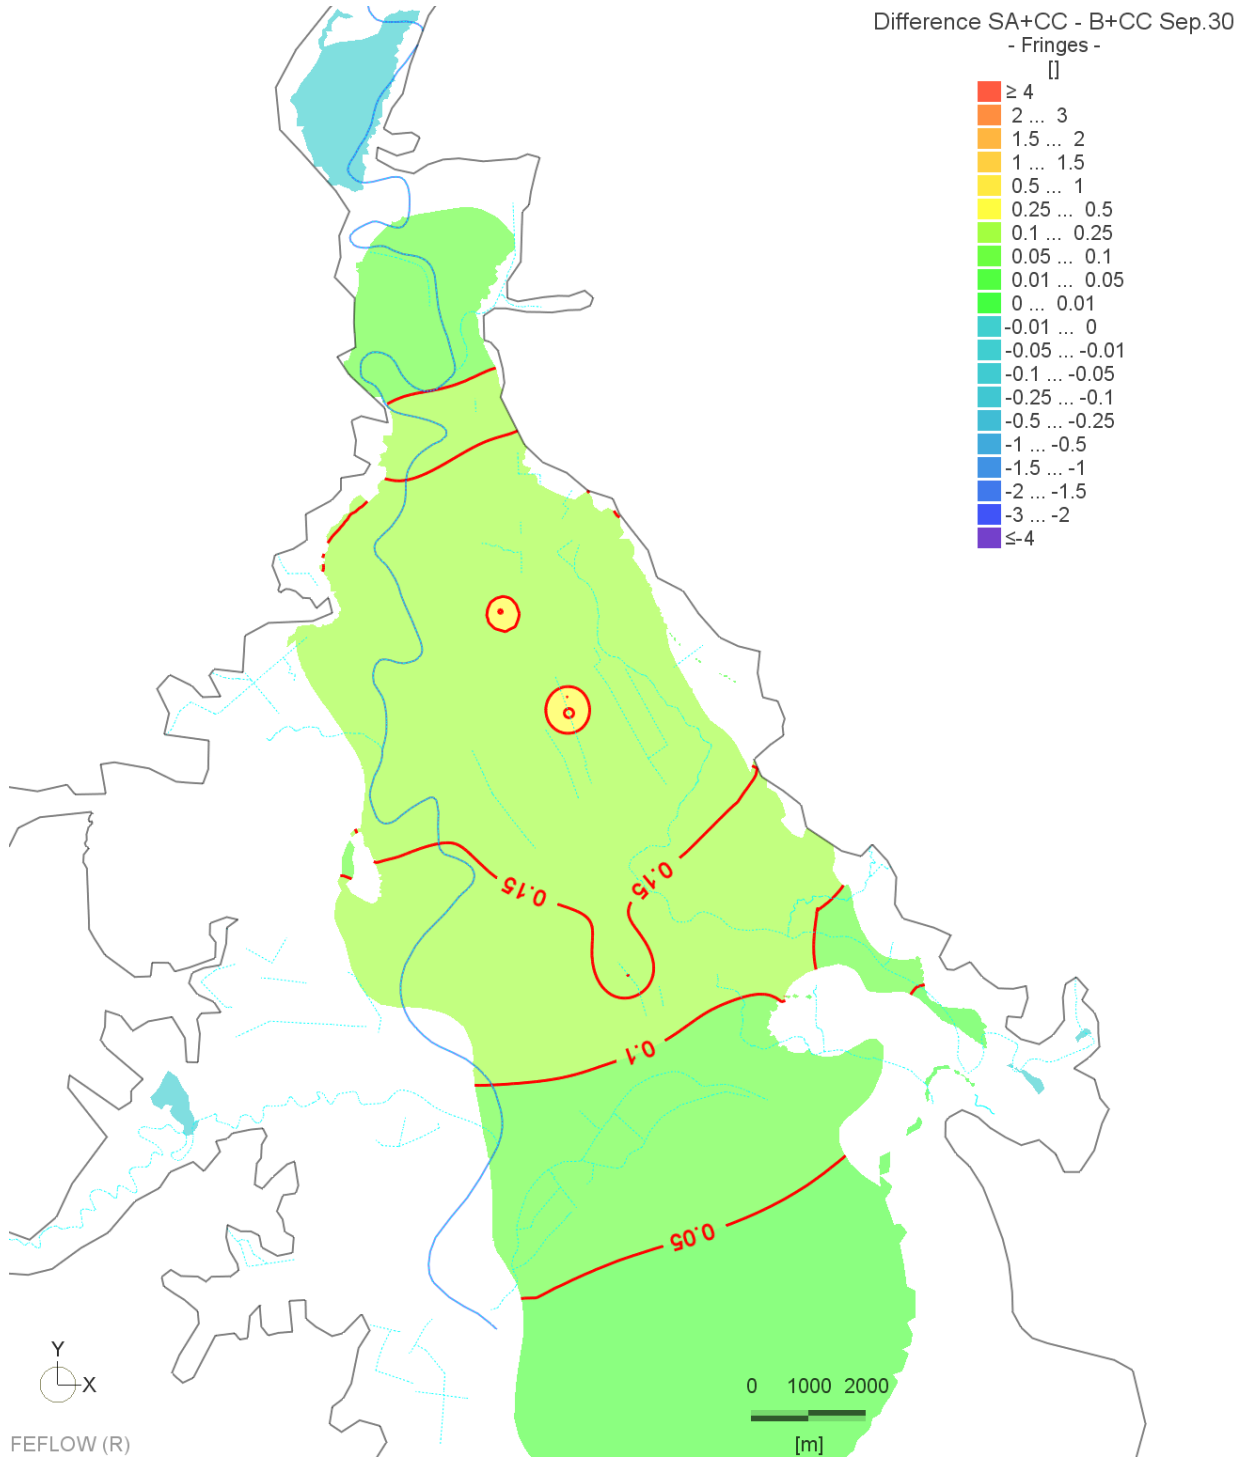 Difference SA+CC - B+CC Sep.30
- Fringes -
[]
≥ 4
2 ... 3
1.5 ... 2
1 ... 1.5
0.5 ... 1
0.25 ... 0.5
0.1 ... 0.25
0.05 ... 0.1
0.01 ... 0.05
0 ... 0.01
-0.01 ... 0
-0.05 ... -0.01
-0.1 ... -0.05
-0.25 ... -0.1
-0.5 ... -0.25
-1 ... -0.5
-1.5 ... -1
-2 ... -1.5
-3 ... -2
≤-4
0.15
0.15
0.1
0.05
Y
X
0 1000 2000
[m]
FEFLOW (R)